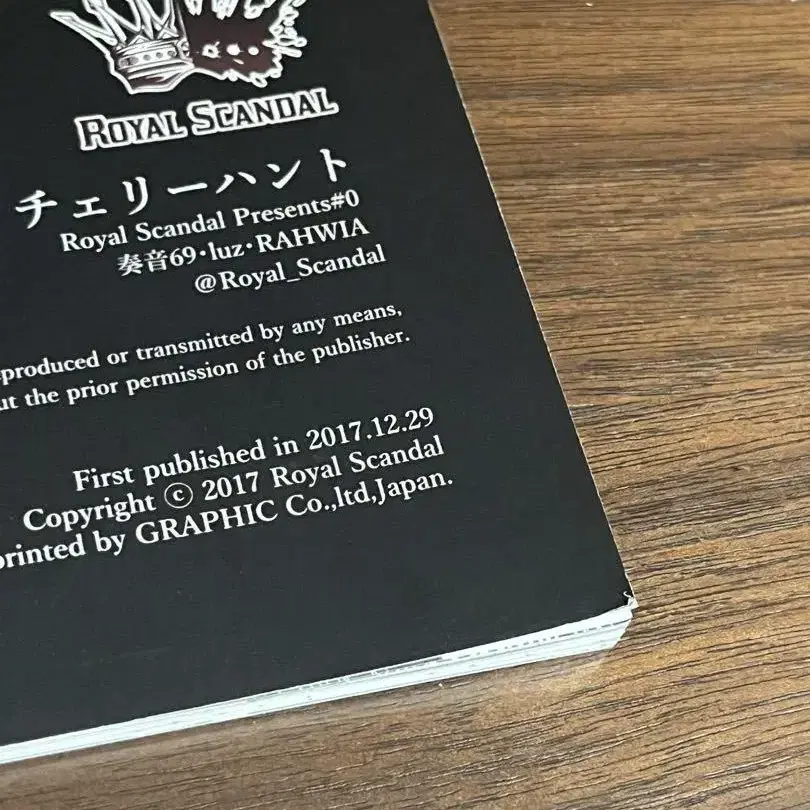 ROYAL SCANDAL
チェリーハント
Royal Scandal Presents#0
奏音69・luz・RAHWIA
@Royal_Scandal
produced or transmitted by any means,
ut the prior permission of the publisher.
First published in 2017.12.29
Copyright © 2017 Royal Scandal
printed by GRAPHIC Co.,ltd,Japan.